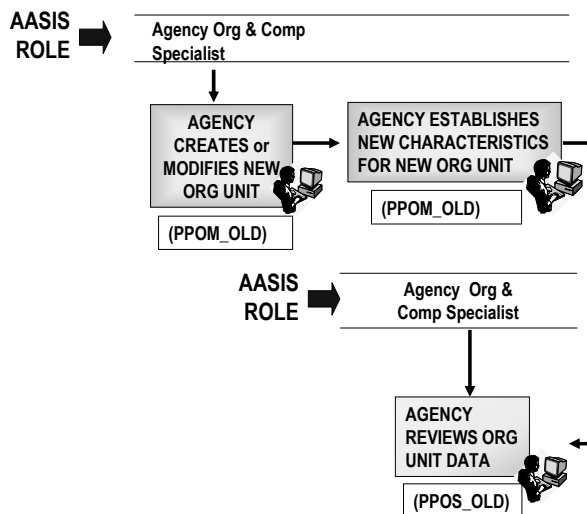 AASIS
ROLE
Agency Org & Comp
Specialist
AGENCY
CREATES or
MODIFIES NEW
ORG UNIT
(PPOM_OLD)
AGENCY ESTABLISHES
NEW CHARACTERISTICS
FOR NEW ORG UNIT
(PPOM_OLD)
AASIS
ROLE
Agency Org &
Comp Specialist
AGENCY
REVIEWS ORG
UNIT DATA
(PPOS_OLD)